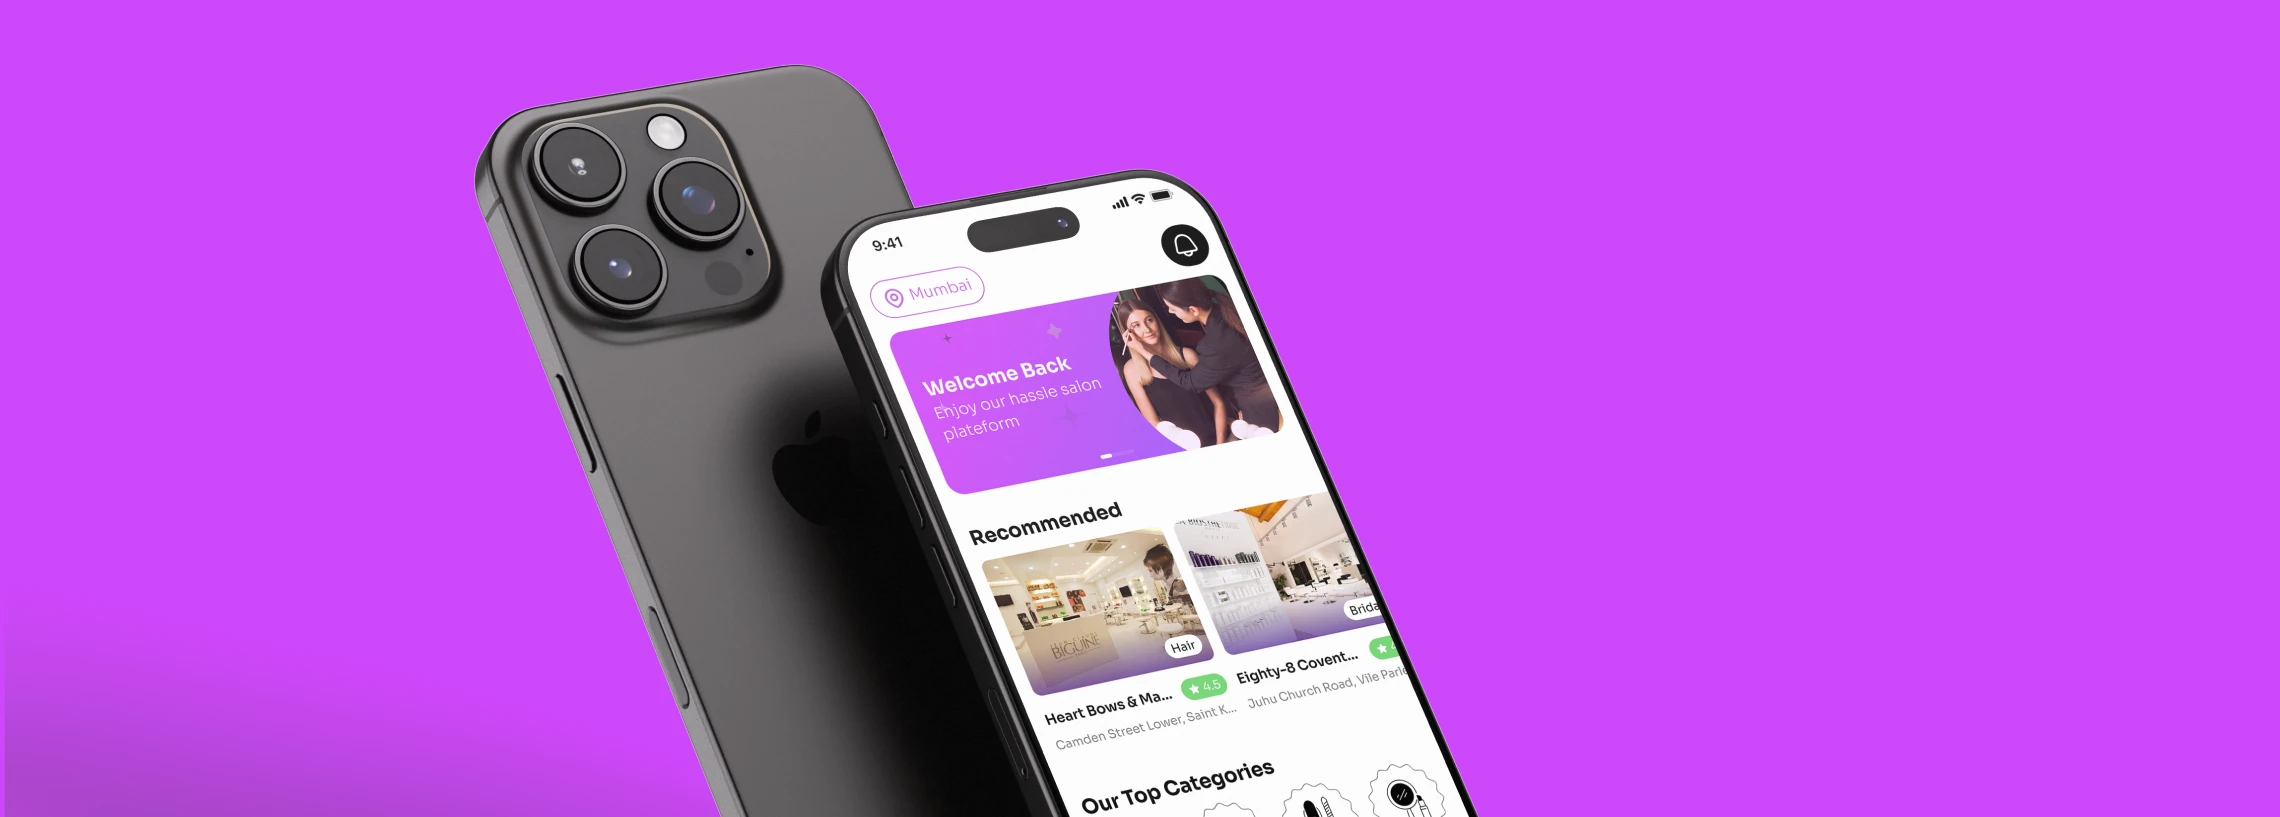 9:41
Mumbai
Welcome Back
Enjoy our hassle salon
plateform
Recommended
BIGUINE
Hair
Heart Bows & Ma... 4.5
Camden Street Lower, Saint K...
Eighty-8 Covent...
Juhu Church Road, Vile Parle
Our Top Categories